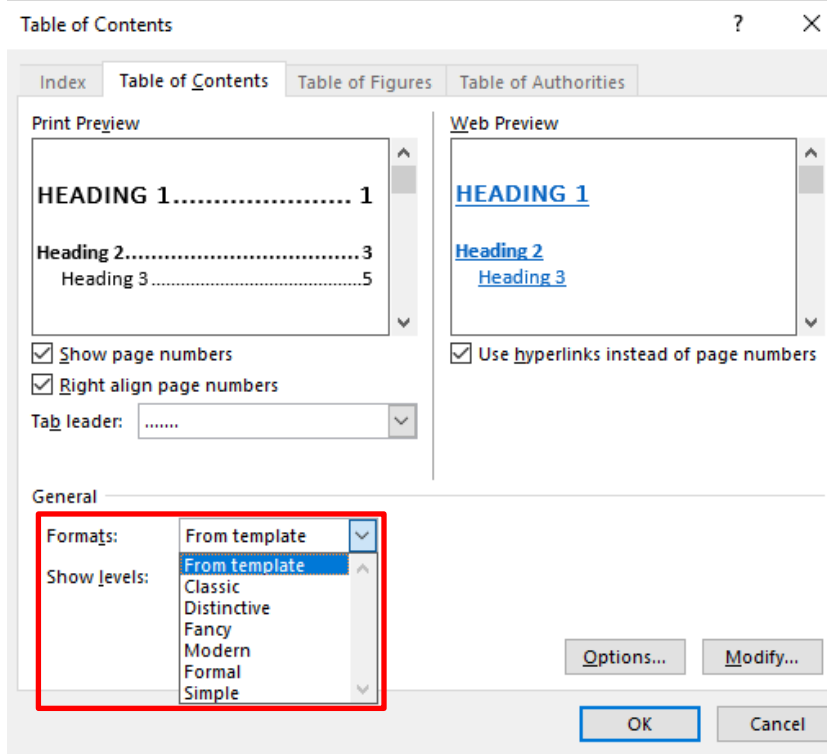 Table of Contents ?
Index Table of Contents Table of Figures Table of Authorities
Print Preview
HEADING 1...................... 1
Heading 2....................................3
Heading 3............................................5
Show page numbers
Right align page numbers
Tab leader: .......
Web Preview
HEADING 1
Heading 2
Heading 3
Use hyperlinks instead of page numbers
General
Formats: From template
Show levels:
From template
Classic
Distinctive
Fancy
Modern
Formal
Simple
Options... Modify...
OK Cancel